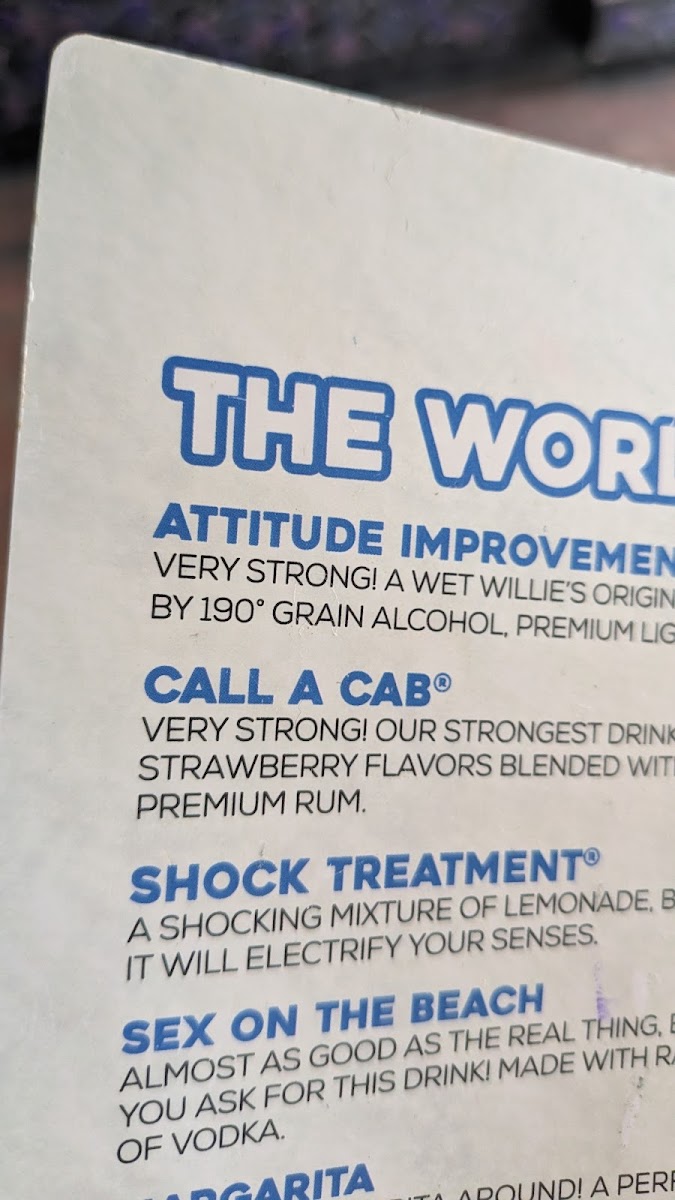 THE WORL
ATTITUDE IMPROVEMEN
VERY STRONG! A WET WILLIE'S ORIGIN
BY 190° GRAIN ALCOHOL, PREMIUM LIG
CALL A CAB®
VERY STRONG! OUR STRONGEST DRINK
STRAWBERRY FLAVORS BLENDED WIT
PREMIUM RUM.
SHOCK TREATMENT®
A SHOCKING MIXTURE OF LEMONADE, B
IT WILL ELECTRIFY YOUR SENSES.
SEX ON THE BEACH
ALMOST AS GOOD AS THE REAL THING,
YOU ASK FOR THIS DRINK! MADE WITH RA
OF VODKA.
ARGARITA
AROUND! A PERF